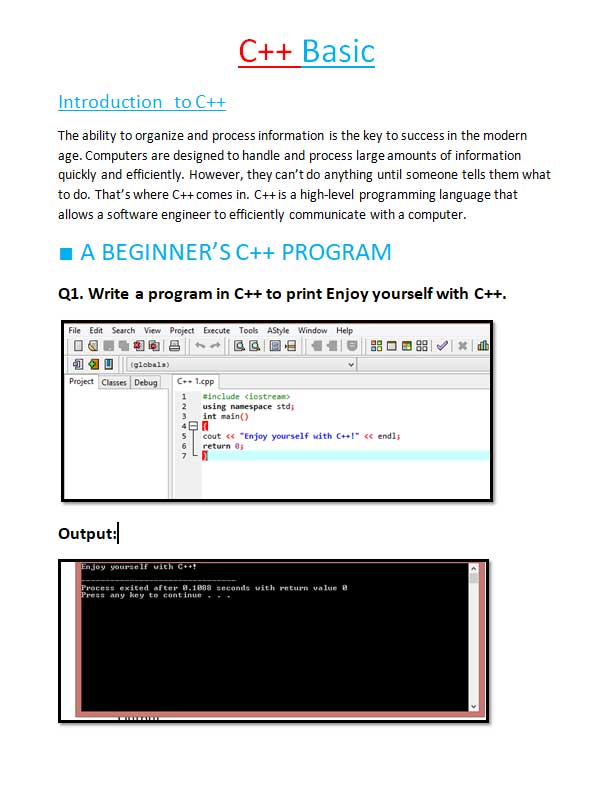 C++ Basic
Introduction to C++
The ability to organize and process information is the key to success in the modern
age. Computers are designed to handle and process large amounts of information
quickly and efficiently. However, they can't do anything until someone tells them what
to do. That's where C++ comes in. C++ is a high-level programming language that
allows a software engineer to efficiently communicate with a computer.
■ A BEGINNER'S C++ PROGRAM
Q1. Write a program in C++ to print Enjoy yourself with C++.
File Edit Search View Project Execute Tools AStyle Window Help
(globals)
Project Classes Debug C++ 1.cpp
1 #include <iostream>
2 using namespace std;
3 int main()
4 {
5 cout << "Enjoy yourself with C++!" << endl;
6 return 0;
7 }
Output:
Enjoy yourself with C++!
--------------------------------
Process exited after 0.1088 seconds with return value 0
Press any key to continue . . .